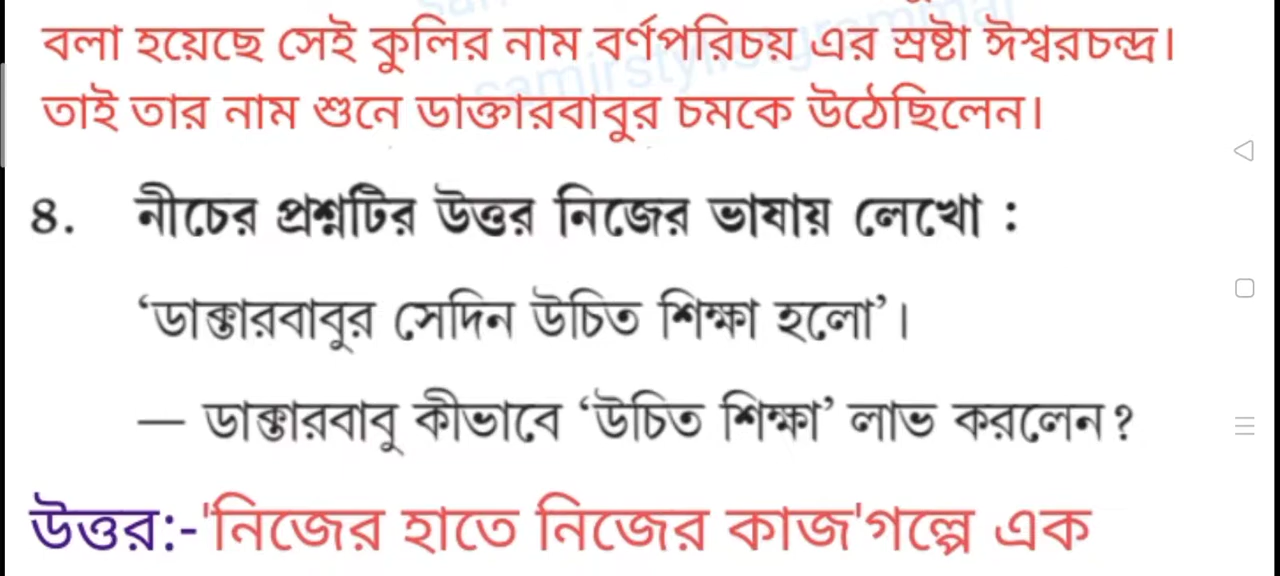 বলা হয়েছে সেই কুলির নাম বর্ণপরিচয় এর স্রষ্টা ঈশ্বরচন্দ্র।
তাই তার নাম শুনে ডাক্তারবাবুর চমকে উঠেছিলেন।
8. নীচের প্রশ্নটির উত্তর নিজের ভাষায় লেখো :
‘ডাক্তারবাবুর সেদিন উচিত শিক্ষা হলো’।
— ডাক্তারবাবু কীভাবে ‘উচিত শিক্ষা’ লাভ করলেন?
উত্তর:-'নিজের হাতে নিজের কাজ'গল্পে এক